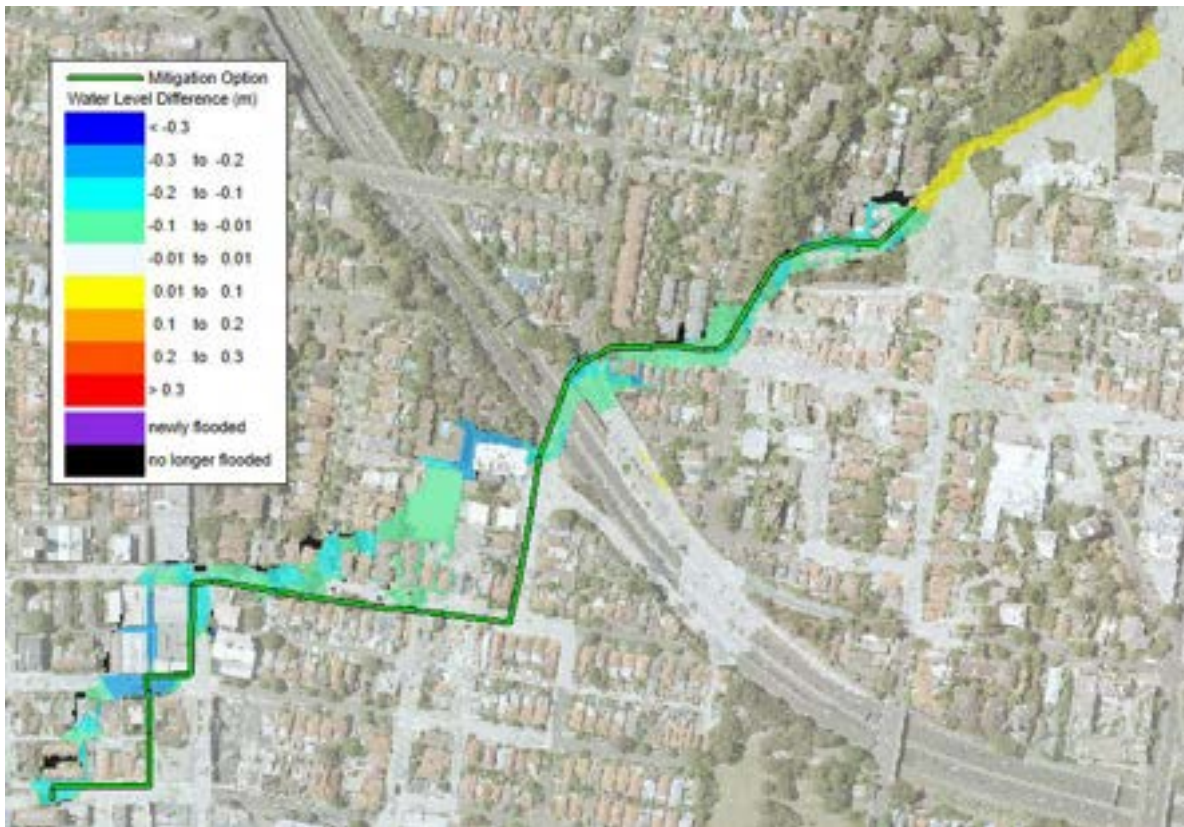 Mitigation Option
Water Level Difference (m)
< -0.3
-0.3 to -0.2
-0.2 to -0.1
-0.1 to -0.01
-0.01 to 0.01
0.01 to 0.1
0.1 to 0.2
0.2 to 0.3
> 0.3
newly flooded
no longer flooded